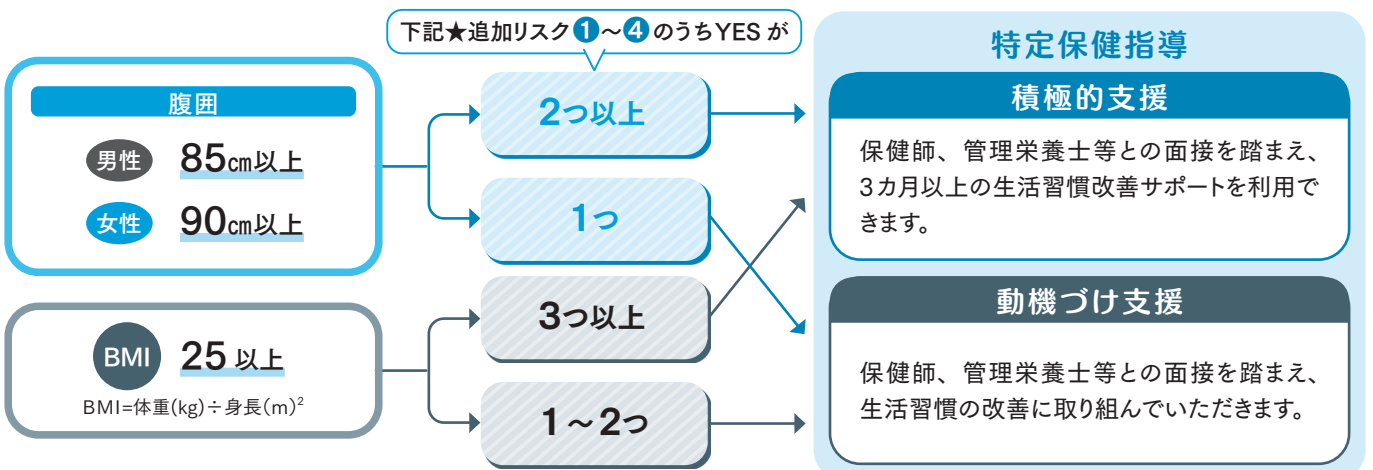 下記★追加リスク❶～❹のうちYES が
腹囲
男性 85㎝以上
女性 90㎝以上
BMI 25 以上
BMI=体重(kg)÷身長(m)²
2つ以上
1つ
3つ以上
1～2つ
特定保健指導
積極的支援
保健師、管理栄養士等との面接を踏まえ、
3カ月以上の生活習慣改善サポートを利用で
きます。
動機づけ支援
保健師、管理栄養士等との面接を踏まえ、
生活習慣の改善に取り組んでいただきます。